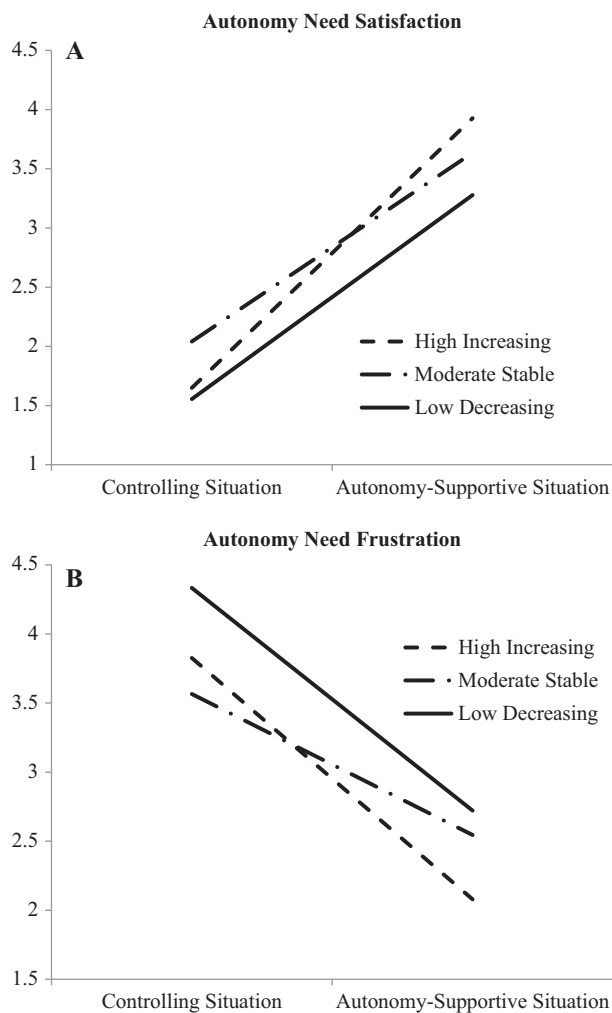 Autonomy Need Satisfaction
A
4.5
4
3.5
3
2.5
2
1.5
1
High Increasing
Moderate Stable
Low Decreasing
Controlling Situation
Autonomy-Supportive Situation
Autonomy Need Frustration
B
4.5
4
3.5
3
2.5
2
1.5
High Increasing
Moderate Stable
Low Decreasing
Controlling Situation
Autonomy-Supportive Situation